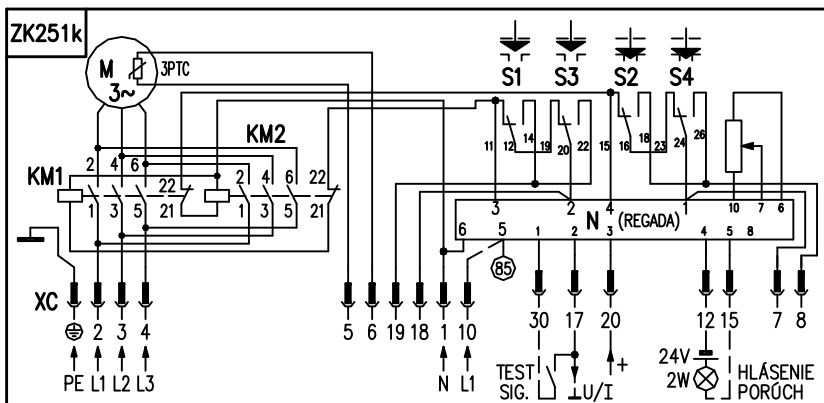 ZK251k
M
3~
3PTC
S1 S3 S2 S4
KM2
KM1
2 4 6 22
1 3 5 21
2 4 6 22
1 3 5 21
11 12 14 19 20 22 15 16 18 23 24 26
3 2 4 1 10 7 6
N (REGADA)
6 5 1 2 3 4 5 8
85
XC
2 3 4 5 6 19 18 1 10 30 17 20 12 15 7 8
PE L1 L2 L3 N L1
TEST
SIG.
U/I
+
24V
2W
HLÁSENIE
PORÚCH